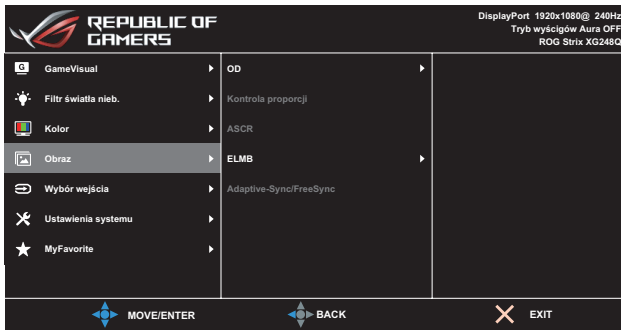 REPUBLIC OF
GAMERS
DisplayPort 1920x1080@ 240Hz
Tryb wyścigów Aura OFF
ROG Strix XG248Q
G
GameVisual
Filtr światła nieb.
Kolor
Obraz
Wybór wejścia
Ustawienia systemu
MyFavorite
OD
Kontrola proporcji
ASCR
ELMB
Adaptive-Sync/FreeSync
MOVE/ENTER
BACK
EXIT